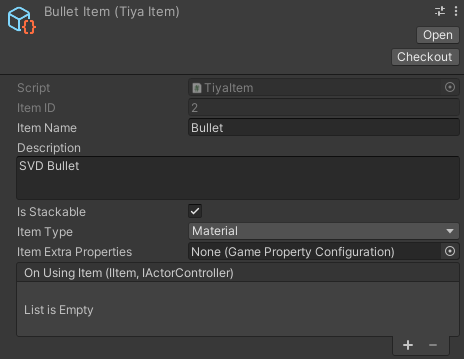 Bullet Item (Tiya Item)
Open
Checkout
Script TiyaItem
Item ID 2
Item Name Bullet
Description
SVD Bullet
Is Stackable
Item Type Material
Item Extra Properties None (Game Property Configuration)
On Using Item (IItem, IActorController)
List is Empty